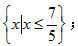 {x|x ≤ 7/5}；